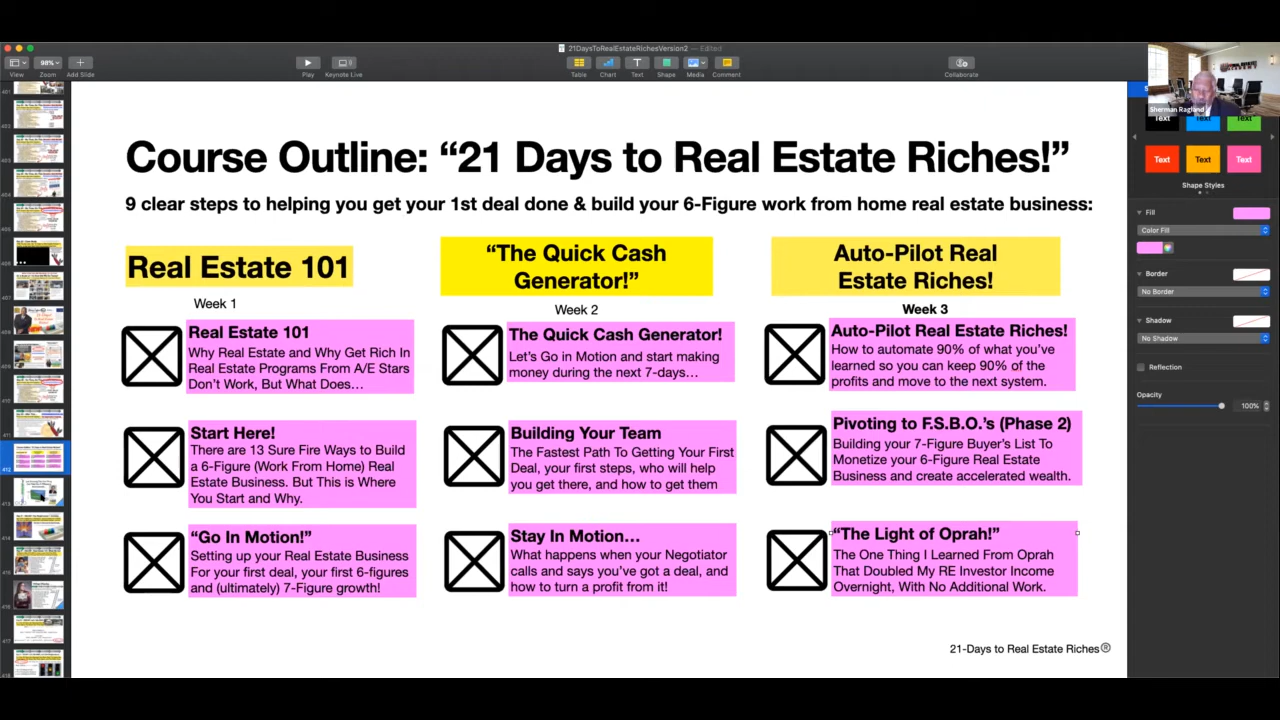 21DaysToRealEstateRichesVersion2 — Edited
98%
View
Zoom
Add Slide
Play
Keynote Live
Table
Chart
Text
Shape
Media
Comment
Collaborate
Sherman Ragland
Course Outline: “21 Days to Real Estate Riches!”
9 clear steps to helping you get your 1st deal done & build your 6-Figure work from home real estate business:
Real Estate 101
Week 1
Real Estate 101
Why Real Estate and Why Get Rich In
Real Estate Programs From A/E Stars
Don’t Work, But What Does…
Start Here!
There are 13 Sure Fire Ways to Build
a 6-Figure (Work From Home) Real
Estate Business. But This is Where
You Start and Why.
“Go In Motion!”
Setting up your Real Estate Business
For your first deal, your first 6-figures
and (ultimately) 7-Figure growth!
“The Quick Cash
Generator!”
Week 2
The Quick Cash Generator!
Let’s Go in Motion and start making
money during the next 7-days…
Building Your Team
The Fastest Path To Getting Your First
Deal, your first steps, who will help
you get there, and how to get them
Stay In Motion…
What happens when your Negotiator
calls and says you’ve got a deal, and
how to turn a profit from it!
Auto-Pilot Real
Estate Riches!
Week 3
Auto-Pilot Real Estate Riches!
How to automate 90% of what you’ve
learned so you can keep 90% of the
profits and move to the next system.
Pivoting to F.S.B.O.’s (Phase 2)
Building your 7-Figure Buyer’s List To
Monetize your 6-Figure Real Estate
Business and create accelerated wealth.
“The Light of Oprah!”
The One Thing I Learned From Oprah
That Doubled My RE Investor Income
Overnight, With No Additional Work.
21-Days to Real Estate Riches®
Text
Text
Text
Text
Text
Text
Shape Styles
Fill
Color Fill
Border
No Border
Shadow
No Shadow
Reflection
Opacity
100%